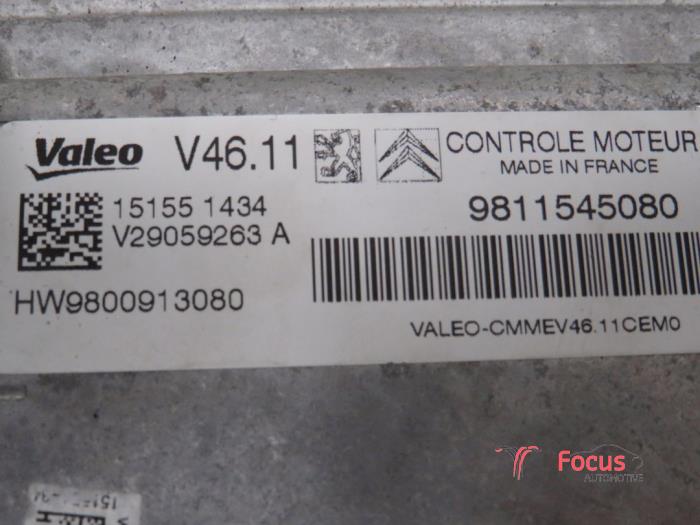 Valeo V46.11
CONTROLE MOTEUR
MADE IN FRANCE
15155 1434
V29059263 A
9811545080
HW9800913080
VALEO-CMMEV46.11CEM0
Focus
AUTOMOTIVE